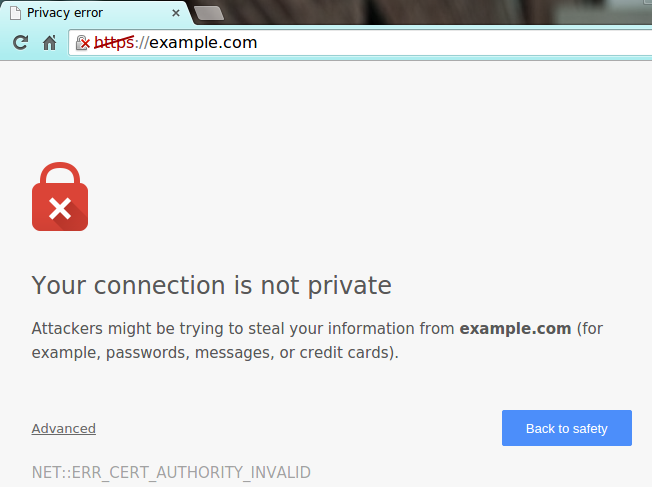 Privacy error
https://example.com
Your connection is not private
Attackers might be trying to steal your information from example.com (for
example, passwords, messages, or credit cards).
Advanced
Back to safety
NET::ERR_CERT_AUTHORITY_INVALID